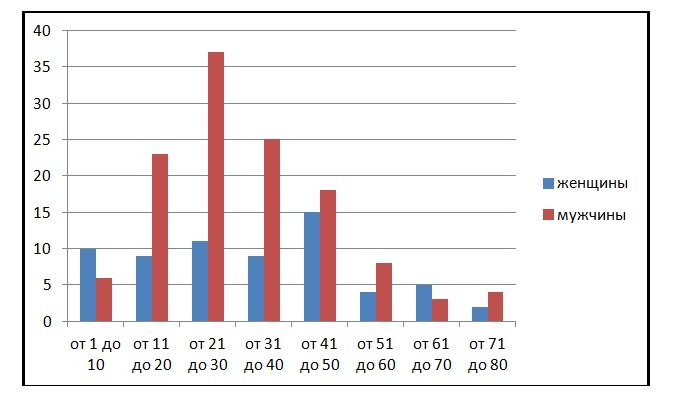 40
35
30
25
20
15
10
5
0
от 1 до
10
от 11
до 20
от 21
до 30
от 31
до 40
от 41
до 50
от 51
до 60
от 61
до 70
от 71
до 80
женщины
мужчины